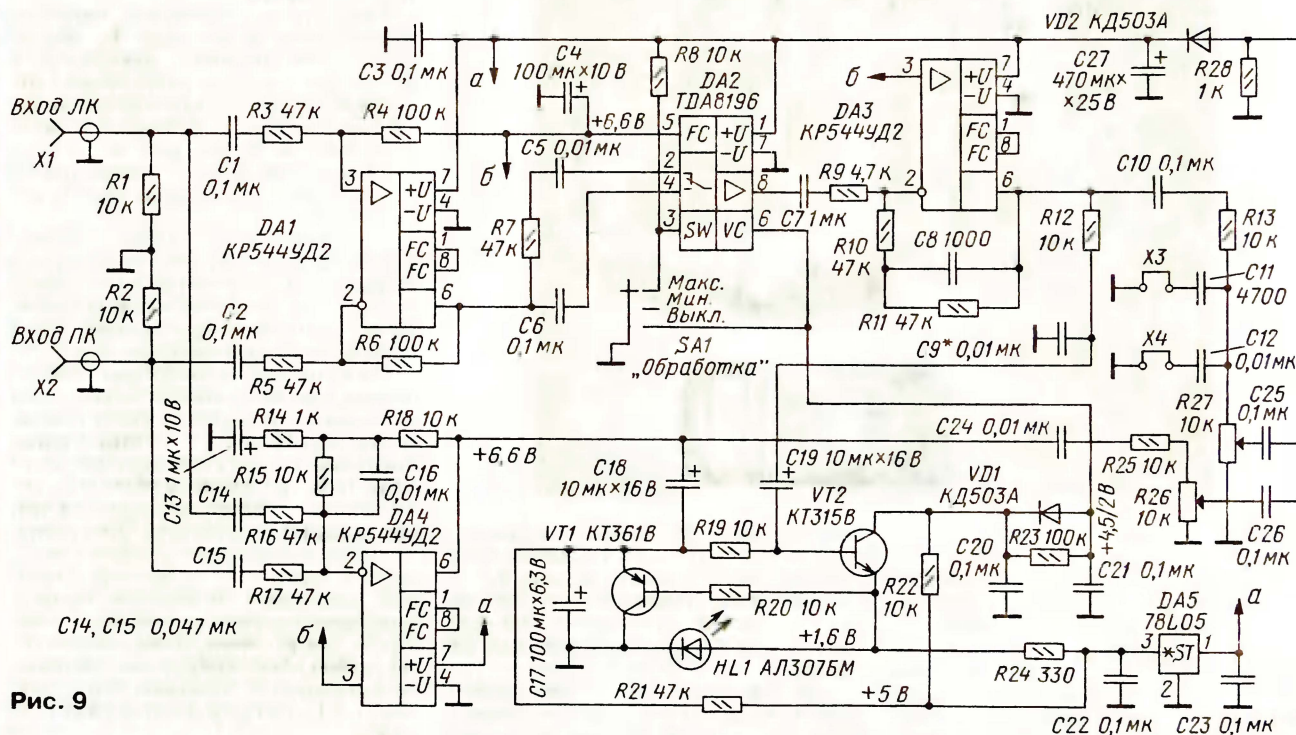 VD2 КД503А
C3 0,1 мк
а
C4
100 мк×10 В
R8 10 к
DA2
TDA8196
б
3
+U
-U
7
4
FC
FC
1
8
2
6
DA3
КР544УД2
C27
470 мк×
×25 В
R28
1 к
Вход ЛК
X1
R3 47 к
R4 100 к
C1
0,1 мк
+6,6 В
б
C5 0,01 мк
5
2
4
3
FC
SW
+U
-U
VC
1
7
8
6
C7 1 мк
R9 4,7 к
C10 0,1 мк
R1
10 к
DA1
КР544УД2
3
2
+U
-U
FC
FC
7
4
1
8
6
R7
47 к
R10
47 к
C8 1000
R12
10 к
R13
10 к
R2
10 к
Макс.
Мин.
Выкл.
SA1
„Обработка”
R11 47 к
X3
C11
4700
Вход ПК
X2
C2
0,1 мк
R6 100 к
R5 47 к
C6
0,1 мк
C9* 0,01 мк
X4
C12
0,01 мк
C13 1 мк×10 В
R14 1 к
R18 10 к
R15 10 к
+6,6 В
C16
0,01 мк
C18
10 мк×16 В
C19 10 мк×16 В
C24 0,01 мк
R27
10 к
C25
0,1 мк
R25 10 к
R26
10 к
C26
0,1 мк
C14
R16 47 к
DA4
КР544УД2
C15
R17 47 к
2
3
6
1
8
7
4
FC
FC
+U
-U
а
б
C14, C15 0,047 мк
VT1 КТ361В
R19 10 к
VT2
КТ315В
VD1
КД503А
+4,5/2 В
C20
0,1 мк
R23 100 к
C21 0,1 мк
R22
10 к
R20 10 к
C17 100 мк×6,3 В
HL1 АЛ307БМ
+1,6 В
R24 330
DA5
78L05
3
*ST
1
2
а
R21 47 к
+5 В
C22 0,1 мк
C23 0,1 мк
Рис. 9